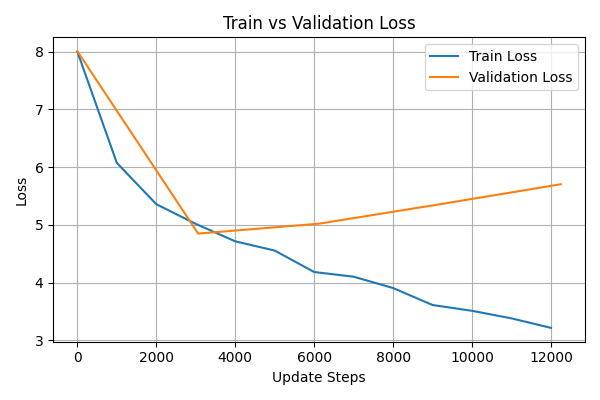 Train vs Validation Loss
Train Loss
Validation Loss
Loss
8
7
6
5
4
3
0 2000 4000 6000 8000 10000 12000
Update Steps